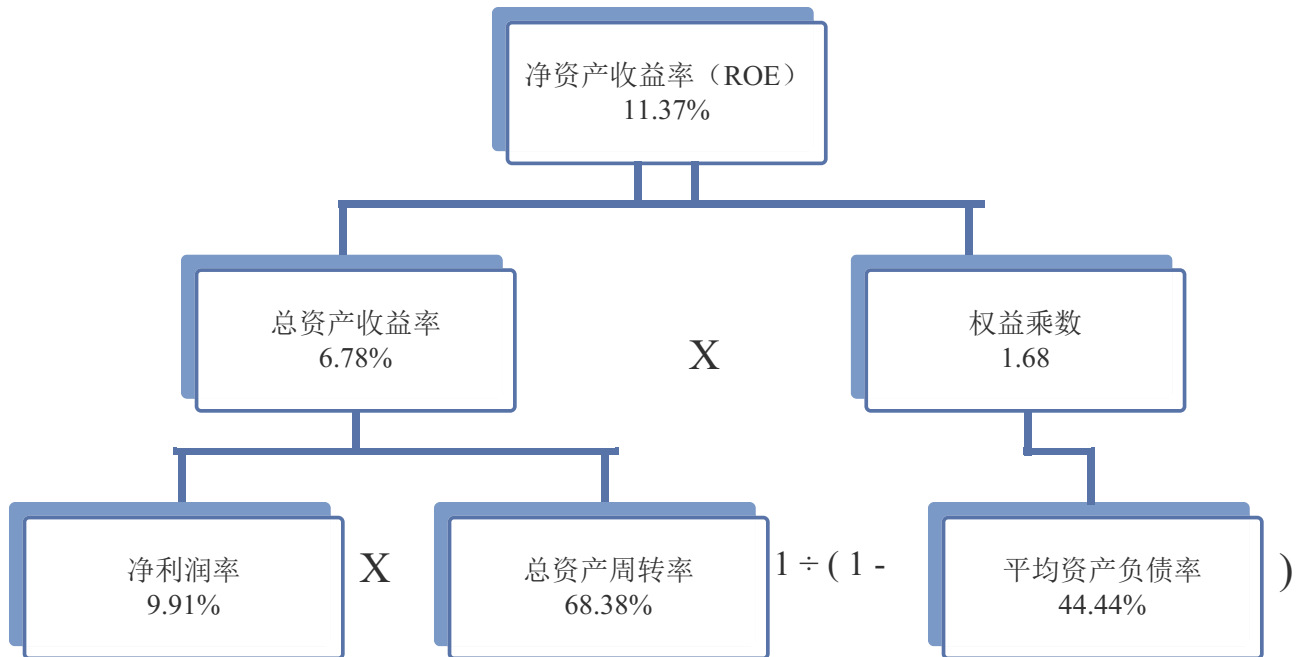 净资产收益率（ROE）
11.37%
总资产收益率
6.78%
X
权益乘数
1.68
净利润率
9.91%
X
总资产周转率
68.38%
1 ÷ ( 1 -
平均资产负债率
44.44%
)